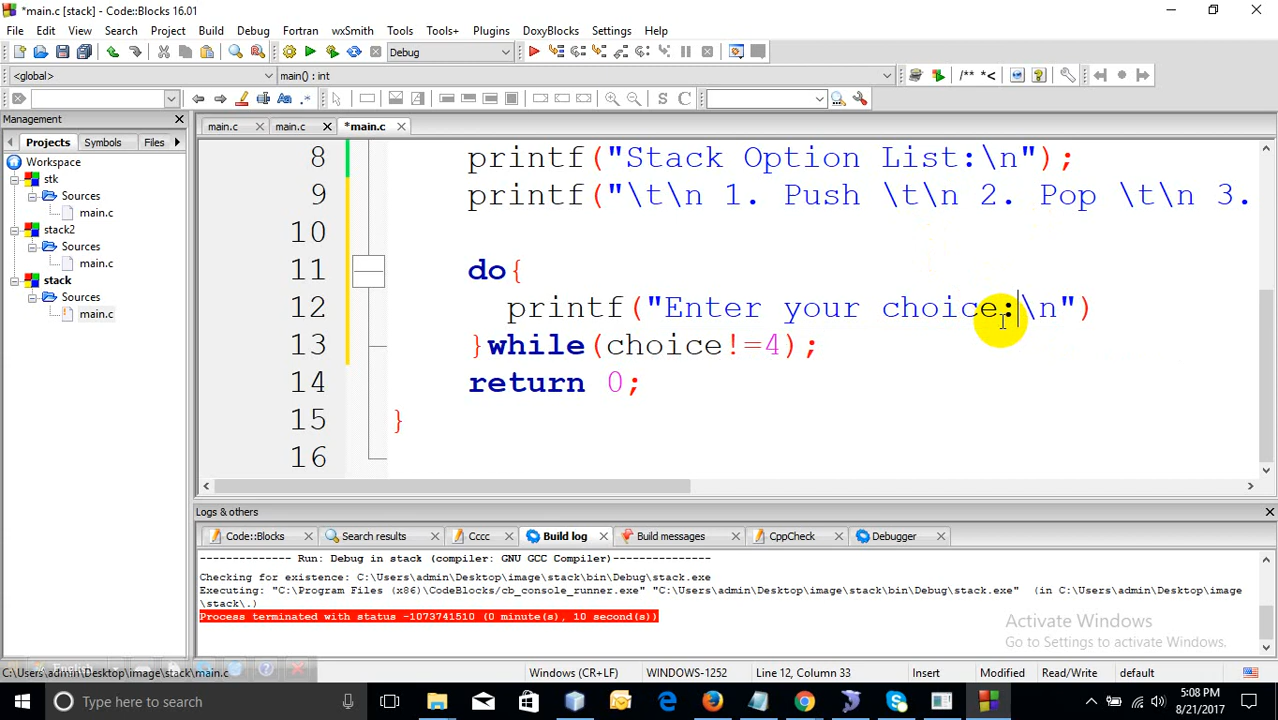 *main.c [stack] - Code::Blocks 16.01
File Edit View Search Project Build Debug Fortran wxSmith Tools Tools+ Plugins DoxyBlocks Settings Help
Debug
<global>
main() : int
/** *<
S C
Management
main.c
main.c
*main.c
Projects Symbols Files
Workspace
stk
Sources
main.c
stack2
Sources
main.c
stack
Sources
main.c
8 printf("Stack Option List:\n");
9 printf("\t\n 1. Push \t\n 2. Pop \t\n 3.
10
11 do{
12 printf("Enter your choice:\n")
13 }while(choice!=4);
14 return 0;
15 }
16
Logs & others
Code::Blocks Search results Cccc Build log Build messages CppCheck Debugger
-------------- Run: Debug in stack (compiler: GNU GCC Compiler)---------------
Checking for existence: C:\Users\admin\Desktop\image\stack\bin\Debug\stack.exe
Executing: "C:\Program Files (x86)\CodeBlocks/cb_console_runner.exe" "C:\Users\admin\Desktop\image\stack\bin\Debug\stack.exe" (in C:\Users\admin\Desktop\image
\stack\.)
Process terminated with status -1073741510 (0 minute(s), 10 second(s))
Activate Windows
Go to Settings to activate Windows.
English
C:\Users\admin\Desktop\image\stack\main.c
Windows (CR+LF) WINDOWS-1252 Line 12, Column 33 Insert Modified Read/Write default
Type here to search
5:08 PM
8/21/2017